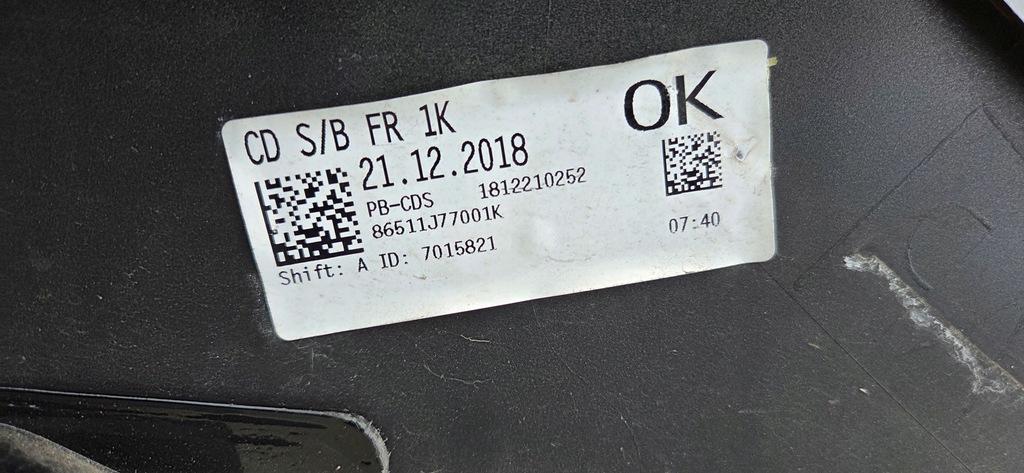 CD S/B FR 1K
OK
21.12.2018
PB-CDS 1812210252
86511J77001K
07:40
Shift: A ID: 7015821